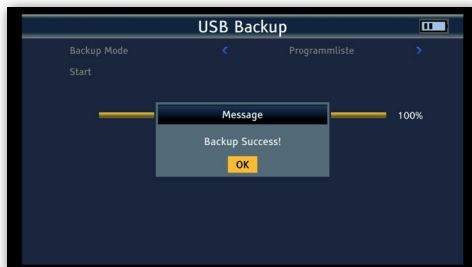 USB Backup
Backup Mode < Programmliste >
Start
100%
Message
Backup Success!
OK